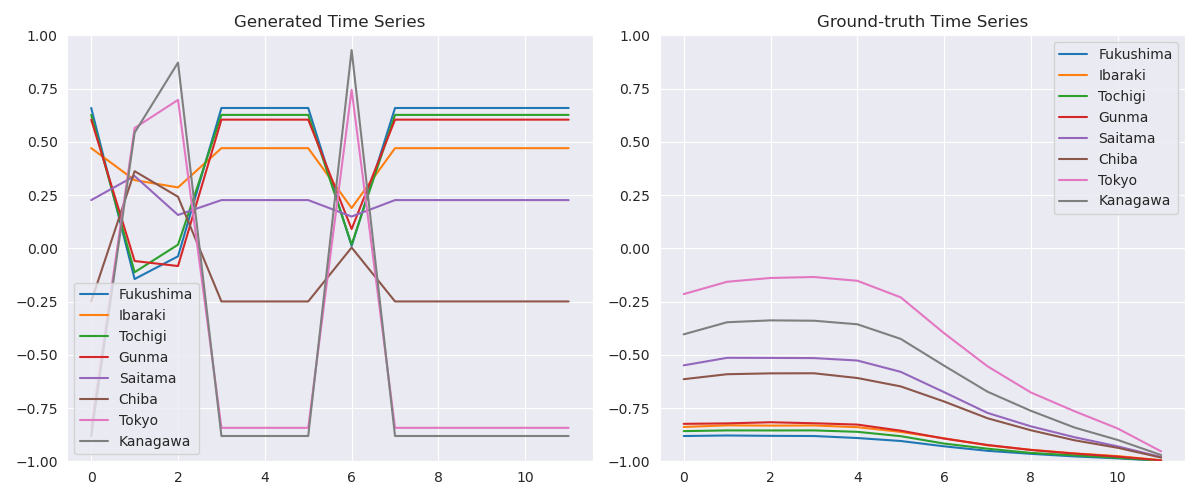 Generated Time Series
1.00
0.75
0.50
0.25
0.00
−0.25
−0.50
−0.75
−1.00
0 2 4 6 8 10
Fukushima
Ibaraki
Tochigi
Gunma
Saitama
Chiba
Tokyo
Kanagawa
Ground-truth Time Series
1.00
0.75
0.50
0.25
0.00
−0.25
−0.50
−0.75
−1.00
0 2 4 6 8 10
Fukushima
Ibaraki
Tochigi
Gunma
Saitama
Chiba
Tokyo
Kanagawa